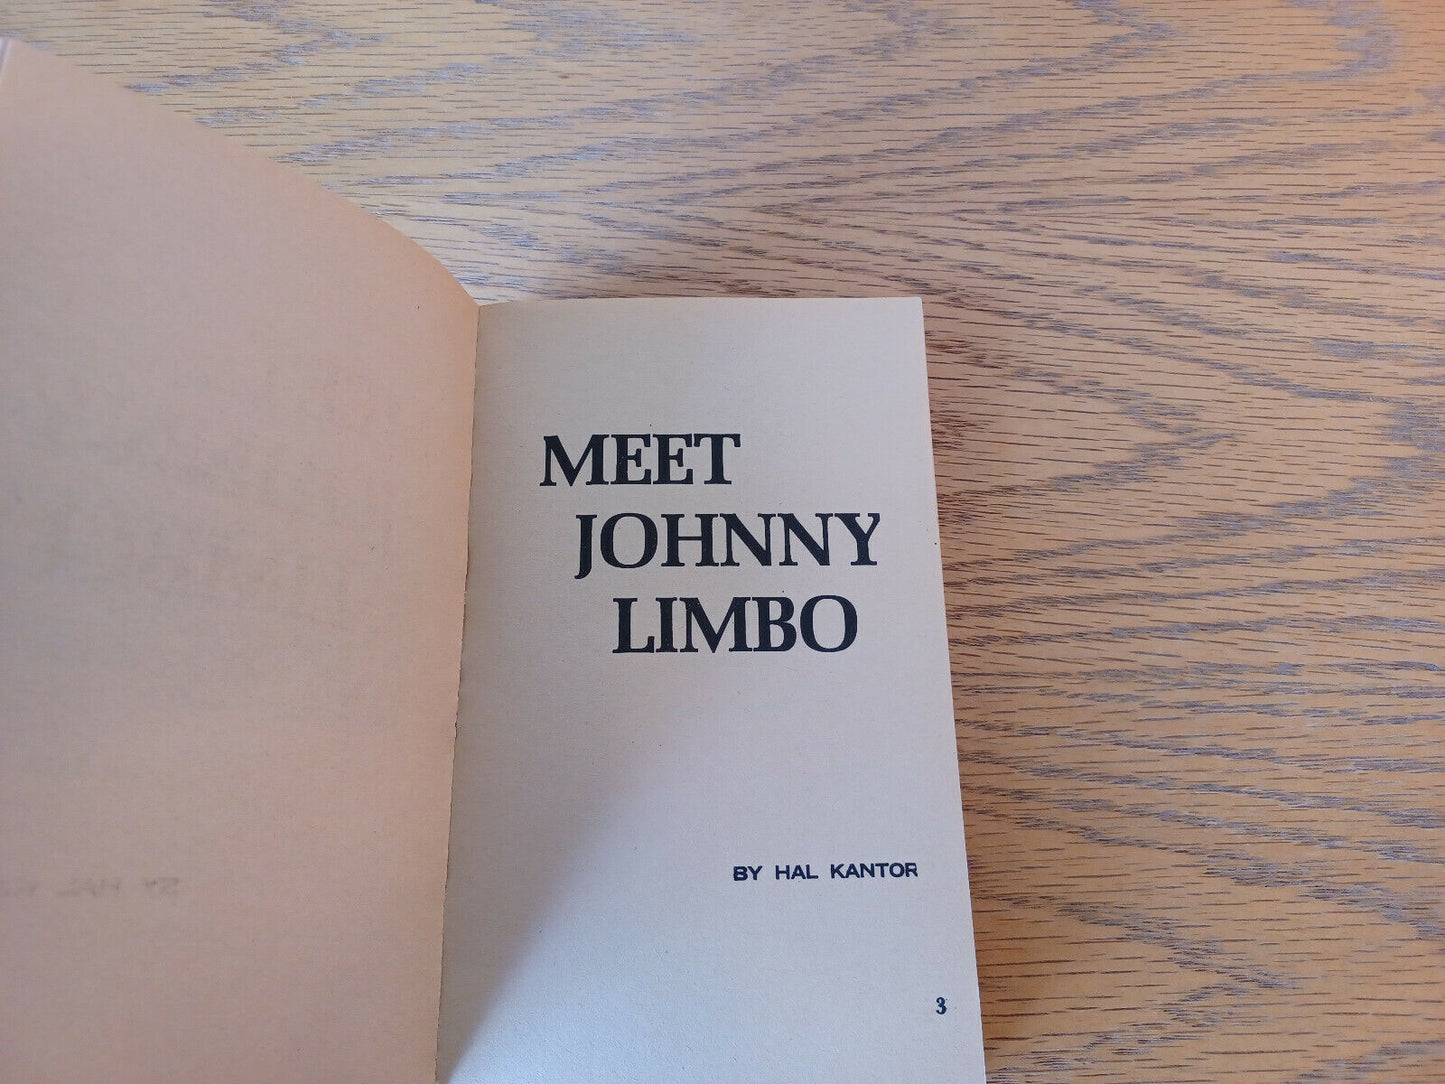 MEET
JOHNNY
LIMBO
BY HAL KANTOR
3